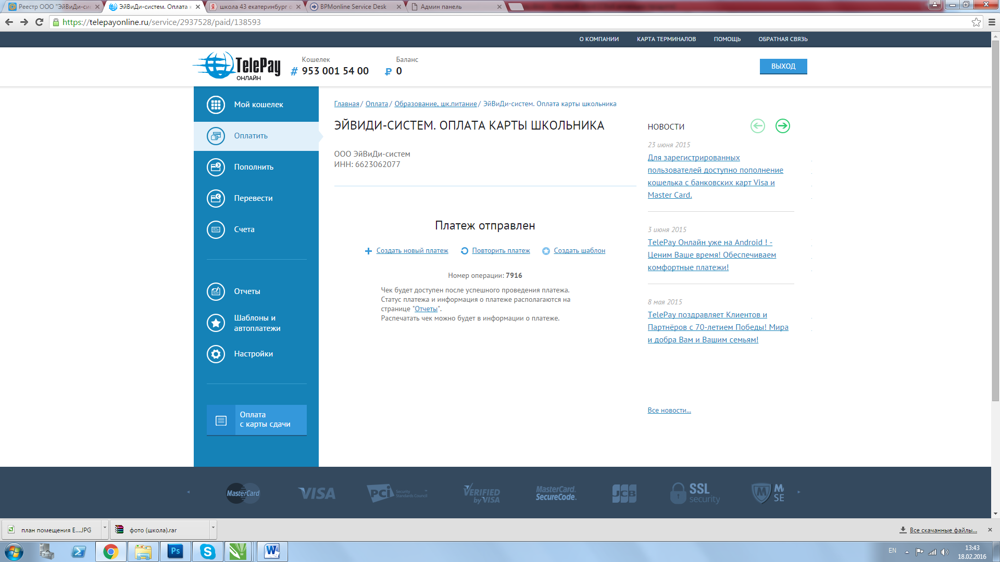 Реестр ООО "ЭйВиДи-сис
ЭйВиДи-систем. Оплата к
школа 43 екатеринбург о
BPMonline Service Desk
Админ панель
https://telepayonline.ru/service/2937528/paid/138593
О КОМПАНИИ
КАРТА ТЕРМИНАЛОВ
ПОМОЩЬ
ОБРАТНАЯ СВЯЗЬ
TelePay
ОНЛАЙН
Кошелек
# 953 001 54 00
Баланс
₽ 0
ВЫХОД
Мой кошелек
Оплатить
Пополнить
Перевести
Счета
Отчеты
Шаблоны и
автоплатежи
Настройки
Оплата
с карты сдачи
Главная / Оплата / Образование, шк.питание / ЭйВиДи-систем. Оплата карты школьника
ЭЙВИДИ-СИСТЕМ. ОПЛАТА КАРТЫ ШКОЛЬНИКА
ООО ЭйВиДи-систем
ИНН: 6623062077
Платеж отправлен
Создать новый платеж
Повторить платеж
Создать шаблон
Номер операции: 7916
Чек будет доступен после успешного проведения платежа.
Статус платежа и информация о платеже располагаются на
странице "Отчеты".
Распечатать чек можно будет в информации о платеже.
НОВОСТИ
23 июня 2015
Для зарегистрированных
пользователей доступно пополнение
кошелька с банковских карт Visa и
Master Card.
3 июня 2015
TelePay Онлайн уже на Android ! -
Ценим Ваше время! Обеспечиваем
комфортные платежи!
8 мая 2015
TelePay поздравляет Клиентов и
Партнёров с 70-летием Победы! Мира
и добра Вам и Вашим семьям!
Все новости...
MasterCard
VISA
PCI Security
Standards Council
VERIFIED
by VISA
MasterCard.
SecureCode.
JCB
SSL
security
M
SE
план помещения Е....JPG
фото (школа).rar
Все скачанные файлы...
Ps
S
W
EN
13:43
18.02.2016